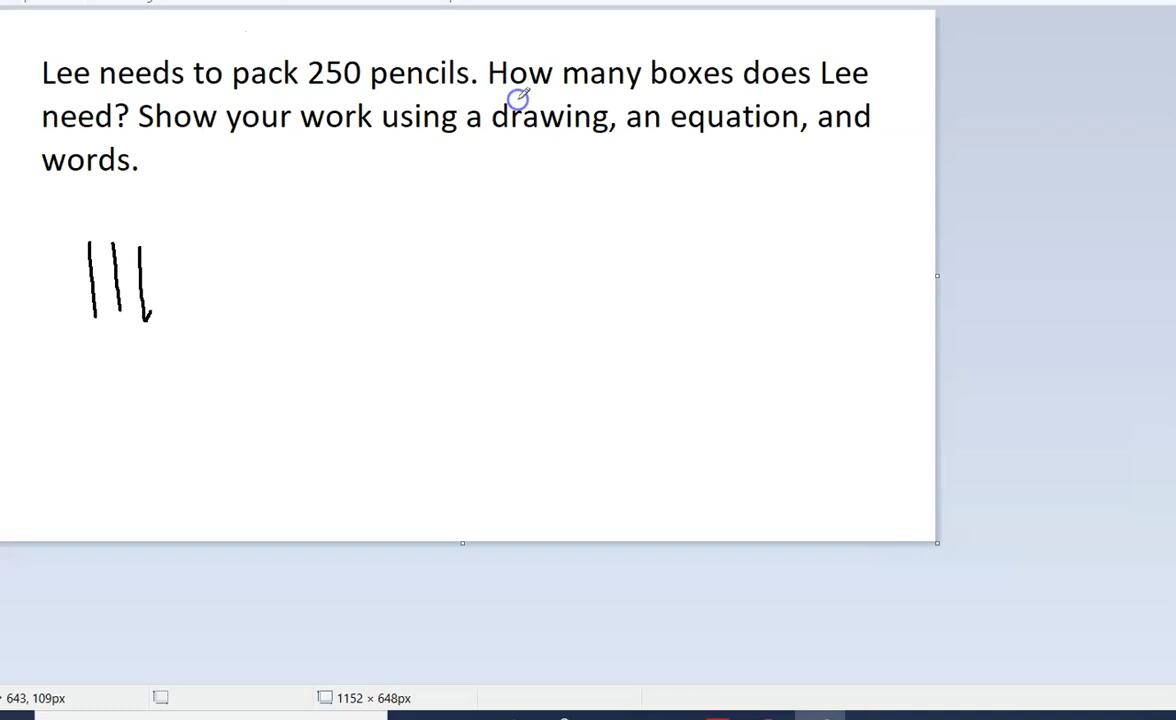 Lee needs to pack 250 pencils. How many boxes does Lee
need? Show your work using a drawing, an equation, and
words.
643, 109px
1152 × 648px